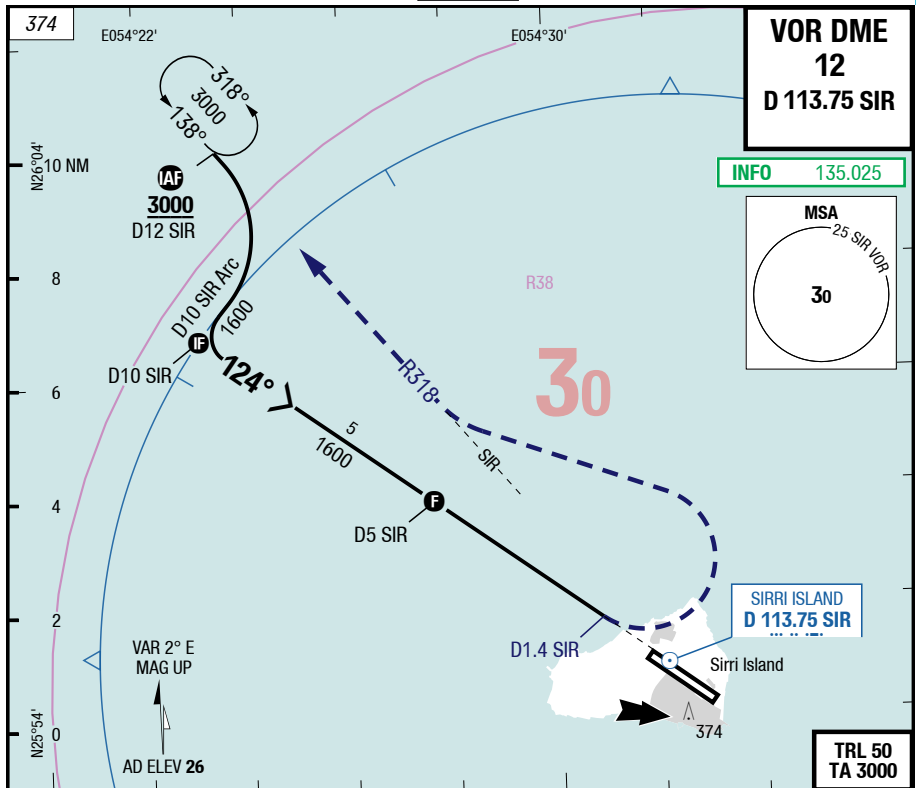 374
E054°22'
E054°30'
VOR DME
12
D 113.75 SIR
INFO 135.025
MSA
25 SIR VOR
30
318°
3000
138°
N26°04'
10 NM
IAF
3000
D12 SIR
8
D10 SIR Arc
1600
IF
D10 SIR
R38
30
6
124°
R318
5
1600
SIR
4
F
D5 SIR
2
D1.4 SIR
SIRRI ISLAND
D 113.75 SIR
Sirri Island
VAR 2° E
MAG UP
N25°54'
0
374
AD ELEV 26
TRL 50
TA 3000